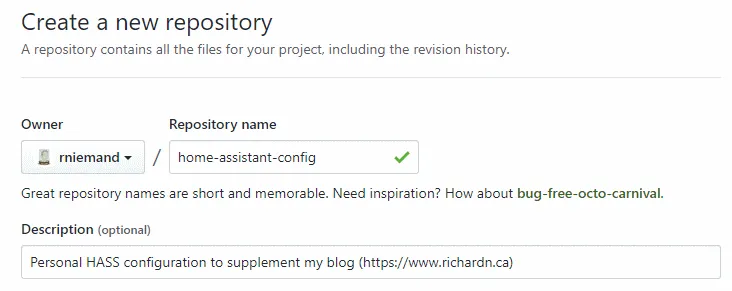 Create a new repository
A repository contains all the files for your project, including the revision history.
Owner
Repository name
rniemand / home-assistant-config
Great repository names are short and memorable. Need inspiration? How about bug-free-octo-carnival.
Description (optional)
Personal HASS configuration to supplement my blog (https://www.richardn.ca)